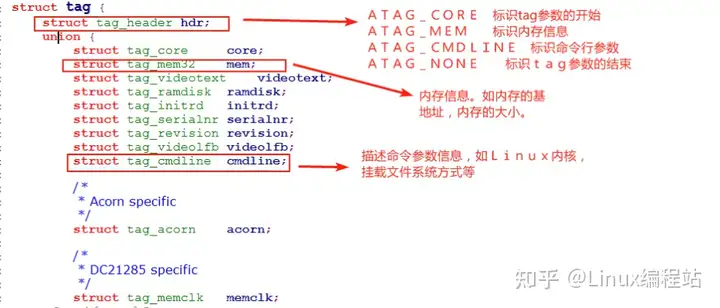 struct tag {
struct tag_header hdr;
union {
struct tag_core core;
struct tag_mem32 mem;
struct tag_videotext videotext;
struct tag_ramdisk ramdisk;
struct tag_initrd initrd;
struct tag_serialnr serialnr;
struct tag_revision revision;
struct tag_videolfb videolfb;
struct tag_cmdline cmdline;
/*
* Acorn specific
*/
struct tag_acorn acorn;
/*
* DC21285 specific
*/
struct tag_memclk memclk;
ATAG_CORE 标识tag参数的开始
ATAG_MEM 标识内存信息
ATAG_CMDLINE 标识命令行参数
ATAG_NONE 标识tag参数的结束
内存信息。如内存的基
地址，内存的大小。
描述命令参数信息，如Linux内核，
挂载文件系统方式等
知乎 @Linux编程站